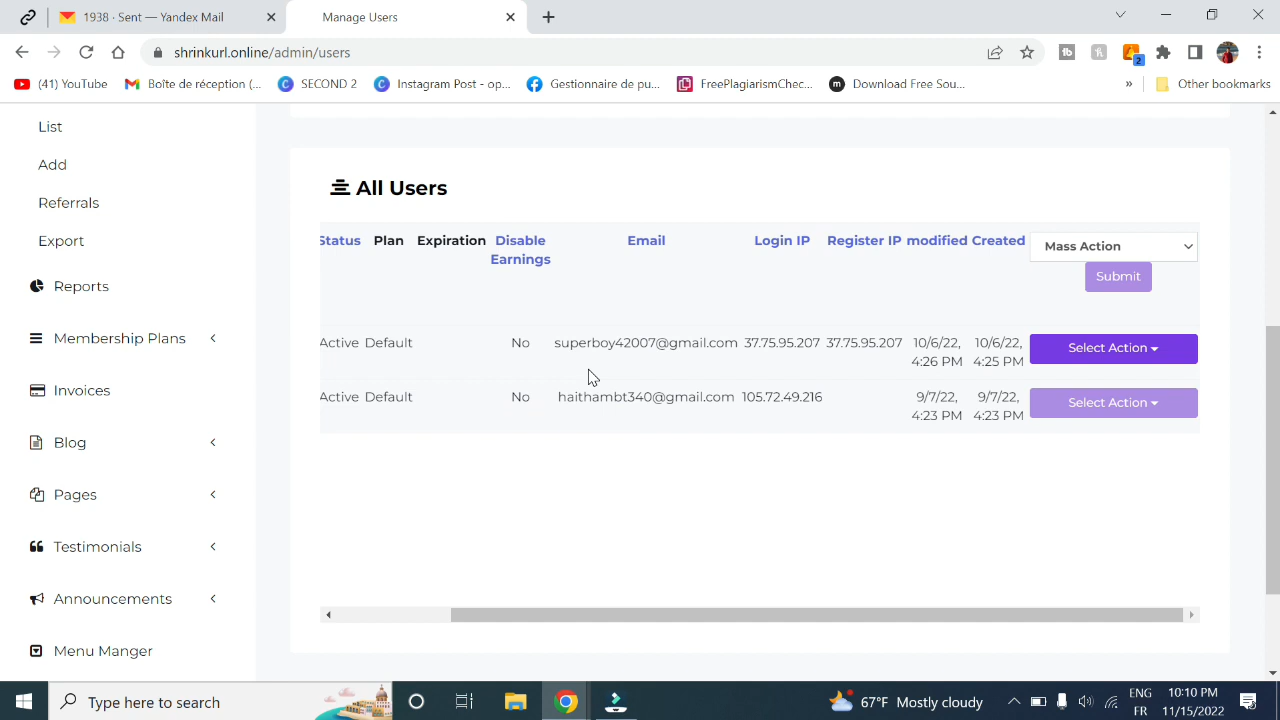 1938 · Sent — Yandex Mail
Manage Users
shrinkurl.online/admin/users
2
(41) YouTube
Boîte de réception (...
SECOND 2
Instagram Post - op...
Gestionnaire de pu...
FreePlagiarismChec...
Download Free Sou...
»
Other bookmarks
List
Add
Referrals
Export
Reports
Membership Plans
Invoices
Blog
Pages
Testimonials
Announcements
Menu Manger
All Users
Status Plan Expiration Disable Earnings Email Login IP Register IP modified Created
Mass Action
Submit
Active Default No superboy42007@gmail.com 37.75.95.207 37.75.95.207 10/6/22, 4:26 PM 10/6/22, 4:25 PM Select Action
Active Default No haithambt340@gmail.com 105.72.49.216 9/7/22, 4:23 PM 9/7/22, 4:23 PM Select Action
Type here to search
67°F Mostly cloudy
ENG
FR
10:10 PM
11/15/2022